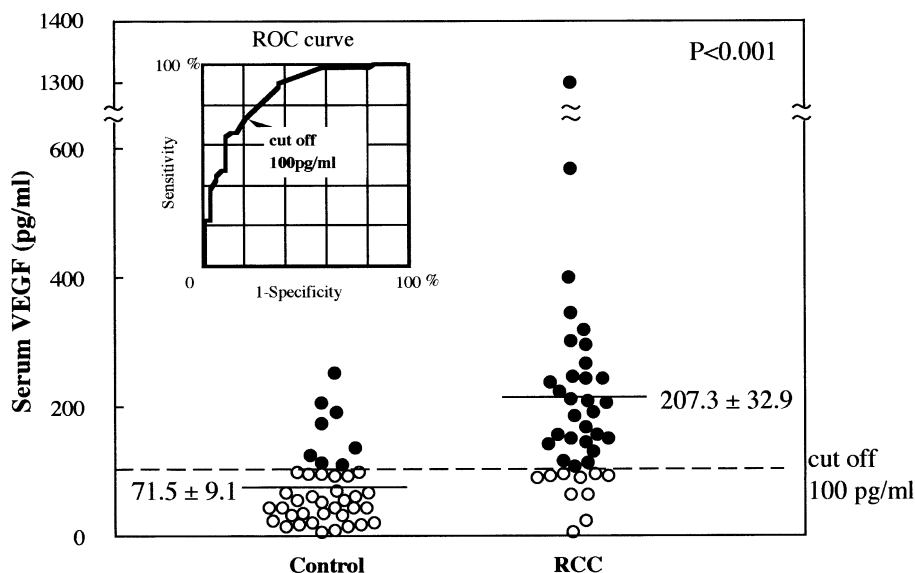 1400
1300
600
400
200
0
Serum VEGF (pg/ml)
ROC curve
100 %
Sensitivity
cut off
100pg/ml
0
100 %
1-Specificity
P<0.001
207.3 ± 32.9
71.5 ± 9.1
cut off
100 pg/ml
Control
RCC